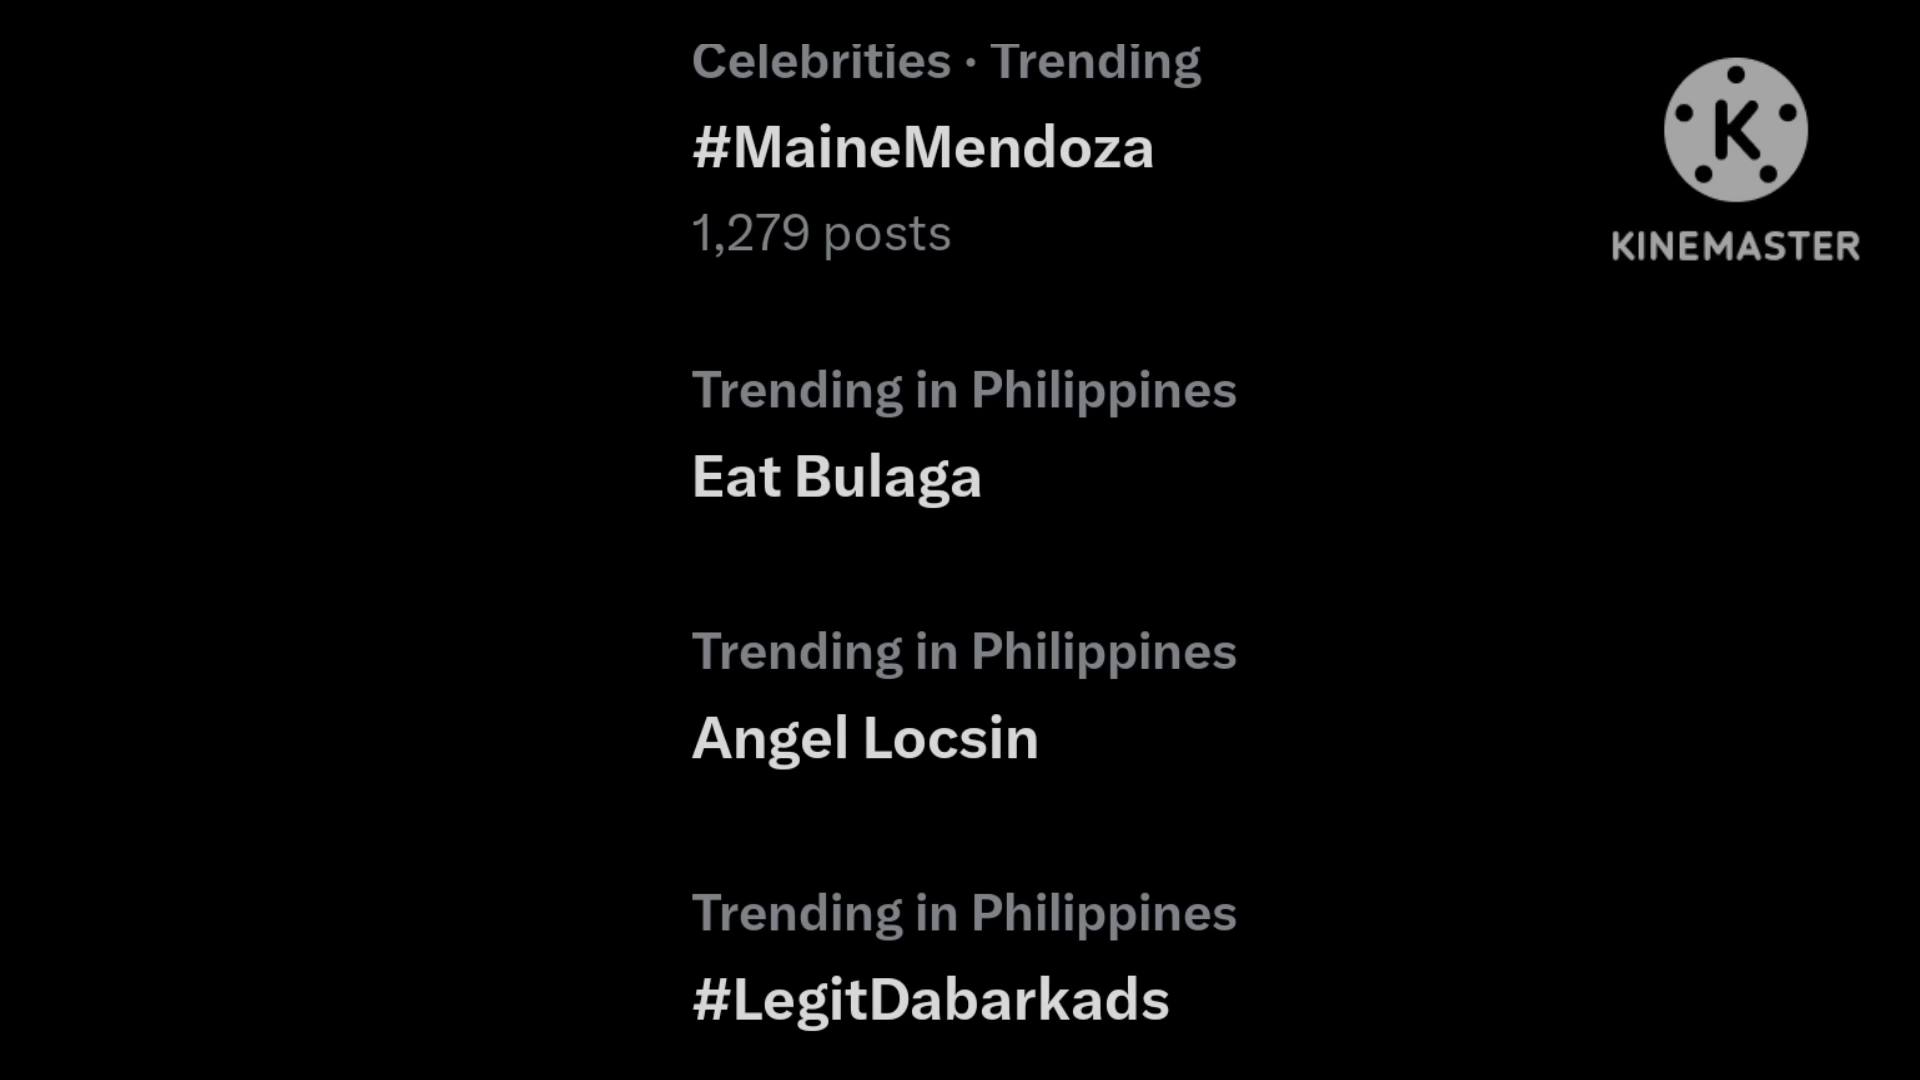 Celebrities · Trending
#MaineMendoza
1,279 posts
K
KINEMASTER
Trending in Philippines
Eat Bulaga
Trending in Philippines
Angel Locsin
Trending in Philippines
#LegitDabarkads